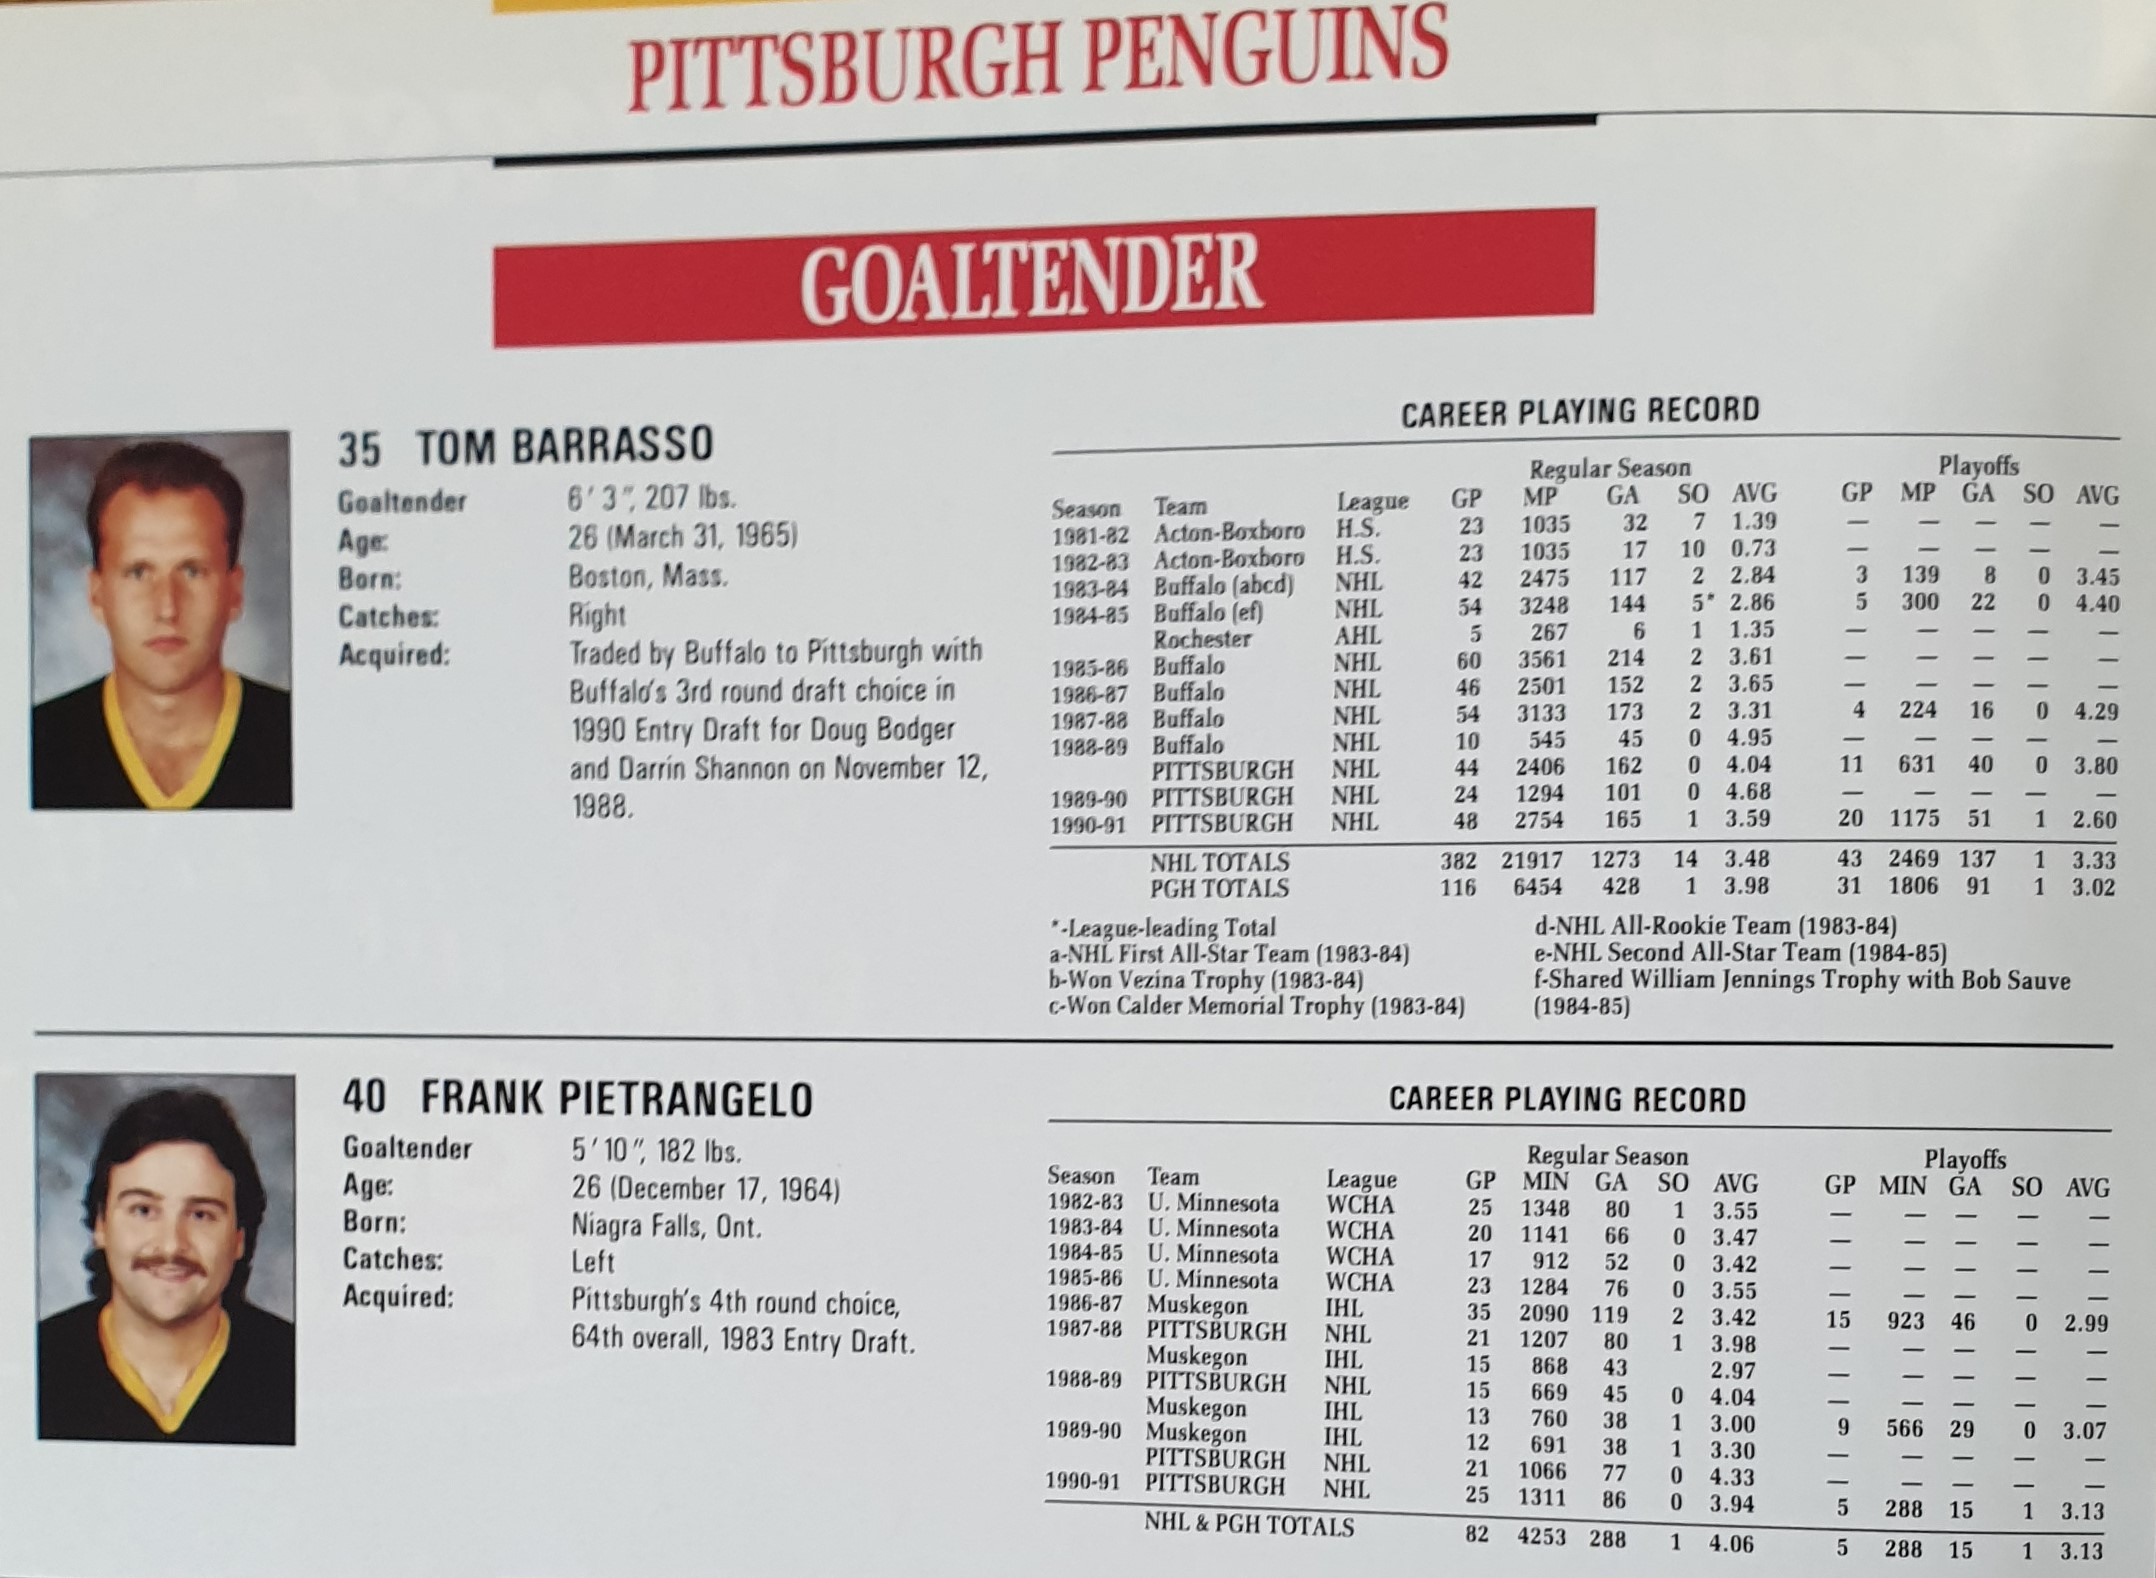 PITTSBURGH PENGUINS
GOALTENDER
35 TOM BARRASSO
Goaltender 6' 3", 207 lbs.
Age: 26 (March 31, 1965)
Born: Boston, Mass.
Catches: Right
Acquired: Traded by Buffalo to Pittsburgh with
Buffalo's 3rd round draft choice in
1990 Entry Draft for Doug Bodger
and Darrin Shannon on November 12,
1988.
CAREER PLAYING RECORD
Regular Season Playoffs
Season Team League GP MP GA SO AVG GP MP GA SO AVG
1981-82 Acton-Boxboro H.S. 23 1035 32 7 1.39 — — — — —
1982-83 Acton-Boxboro H.S. 23 1035 17 10 0.73 — — — — —
1983-84 Buffalo (abcd) NHL 42 2475 117 2 2.84 3 139 8 0 3.45
1984-85 Buffalo (ef) NHL 54 3248 144 5* 2.86 5 300 22 0 4.40
Rochester AHL 5 267 6 1 1.35 — — — — —
1985-86 Buffalo NHL 60 3561 214 2 3.61 — — — — —
1986-87 Buffalo NHL 46 2501 152 2 3.65 — — — — —
1987-88 Buffalo NHL 54 3133 173 2 3.31 4 224 16 0 4.29
1988-89 Buffalo NHL 10 545 45 0 4.95 — — — — —
PITTSBURGH NHL 44 2406 162 0 4.04 11 631 40 0 3.80
1989-90 PITTSBURGH NHL 24 1294 101 0 4.68 — — — — —
1990-91 PITTSBURGH NHL 48 2754 165 1 3.59 20 1175 51 1 2.60
NHL TOTALS 382 21917 1273 14 3.48 43 2469 137 1 3.33
PGH TOTALS 116 6454 428 1 3.98 31 1806 91 1 3.02
*-League-leading Total
a-NHL First All-Star Team (1983-84)
b-Won Vezina Trophy (1983-84)
c-Won Calder Memorial Trophy (1983-84)
d-NHL All-Rookie Team (1983-84)
e-NHL Second All-Star Team (1984-85)
f-Shared William Jennings Trophy with Bob Sauve
(1984-85)
40 FRANK PIETRANGELO
Goaltender 5' 10", 182 lbs.
Age: 26 (December 17, 1964)
Born: Niagra Falls, Ont.
Catches: Left
Acquired: Pittsburgh's 4th round choice,
64th overall, 1983 Entry Draft.
CAREER PLAYING RECORD
Regular Season Playoffs
Season Team League GP MIN GA SO AVG GP MIN GA SO AVG
1982-83 U. Minnesota WCHA 25 1348 80 1 3.55 — — — — —
1983-84 U. Minnesota WCHA 20 1141 66 0 3.47 — — — — —
1984-85 U. Minnesota WCHA 17 912 52 0 3.42 — — — — —
1985-86 U. Minnesota WCHA 23 1284 76 0 3.55 — — — — —
1986-87 Muskegon IHL 35 2090 119 2 3.42 15 923 46 0 2.99
1987-88 PITTSBURGH NHL 21 1207 80 1 3.98 — — — — —
Muskegon IHL 15 868 43 2.97 — — — — —
1988-89 PITTSBURGH NHL 15 669 45 0 4.04 — — — — —
Muskegon IHL 13 760 38 1 3.00 9 566 29 0 3.07
1989-90 Muskegon IHL 12 691 38 1 3.30 — — — — —
PITTSBURGH NHL 21 1066 77 0 4.33 — — — — —
1990-91 PITTSBURGH NHL 25 1311 86 0 3.94 5 288 15 1 3.13
NHL & PGH TOTALS 82 4253 288 1 4.06 5 288 15 1 3.13